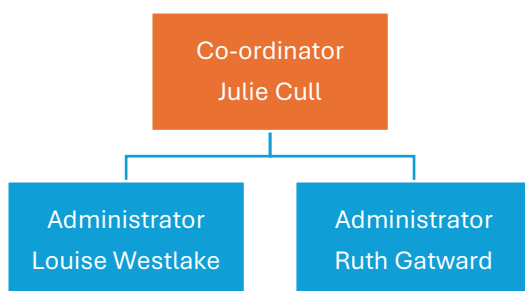 Co-ordinator
Julie Cull
Administrator
Louise Westlake
Administrator
Ruth Gatward